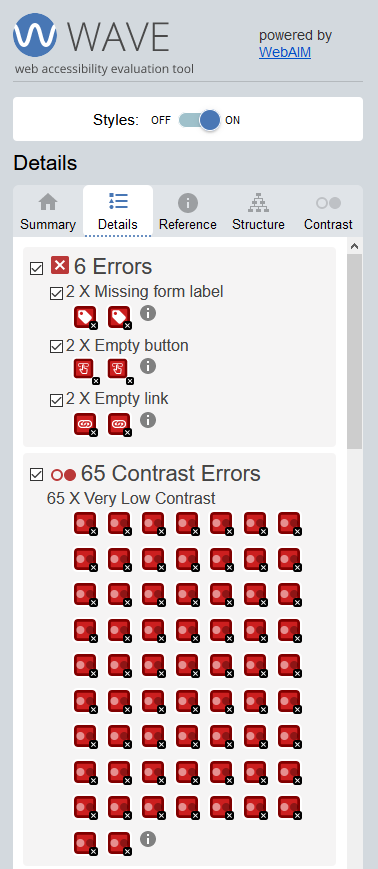 WAVE
web accessibility evaluation tool
powered by
WebAIM
Styles: OFF ON
Details
Summary Details Reference Structure Contrast
6 Errors
2 X Missing form label
2 X Empty button
2 X Empty link
65 Contrast Errors
65 X Very Low Contrast